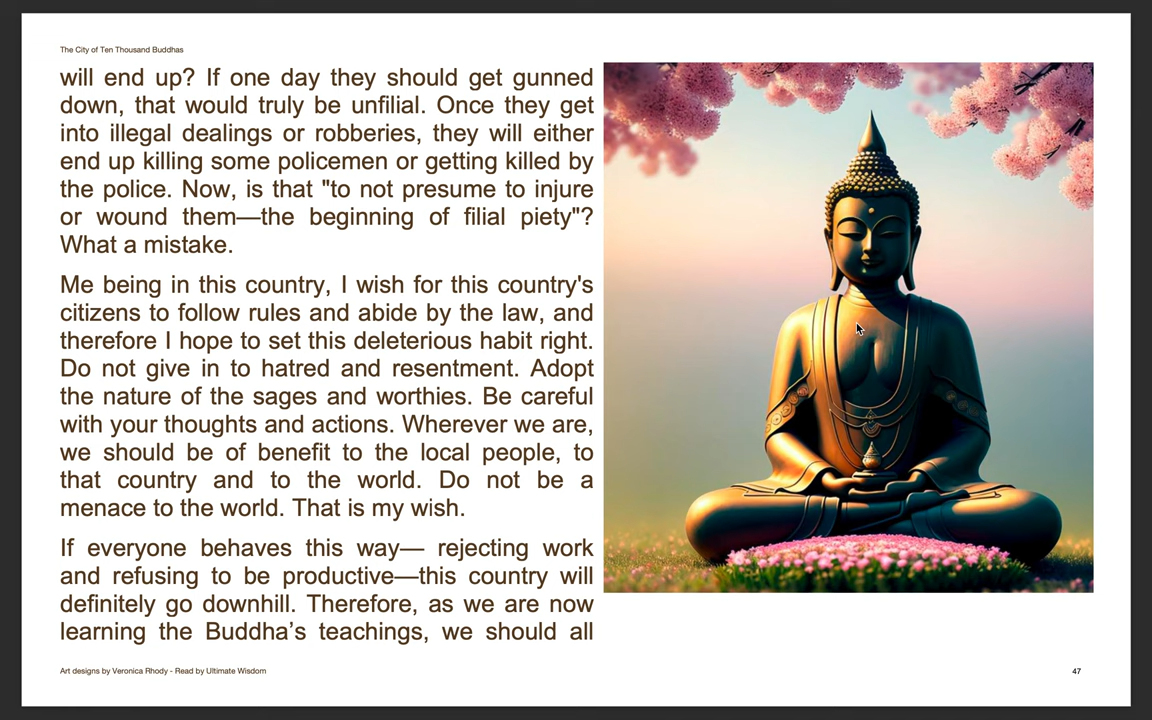 The City of Ten Thousand Buddhas
will end up? If one day they should get gunned
down, that would truly be unfilial. Once they get
into illegal dealings or robberies, they will either
end up killing some policemen or getting killed by
the police. Now, is that "to not presume to injure
or wound them—the beginning of filial piety"?
What a mistake.
Me being in this country, I wish for this country's
citizens to follow rules and abide by the law, and
therefore I hope to set this deleterious habit right.
Do not give in to hatred and resentment. Adopt
the nature of the sages and worthies. Be careful
with your thoughts and actions. Wherever we are,
we should be of benefit to the local people, to
that country and to the world. Do not be a
menace to the world. That is my wish.
If everyone behaves this way— rejecting work
and refusing to be productive—this country will
definitely go downhill. Therefore, as we are now
learning the Buddha’s teachings, we should all
Art designs by Veronica Rhody - Read by Ultimate Wisdom
47